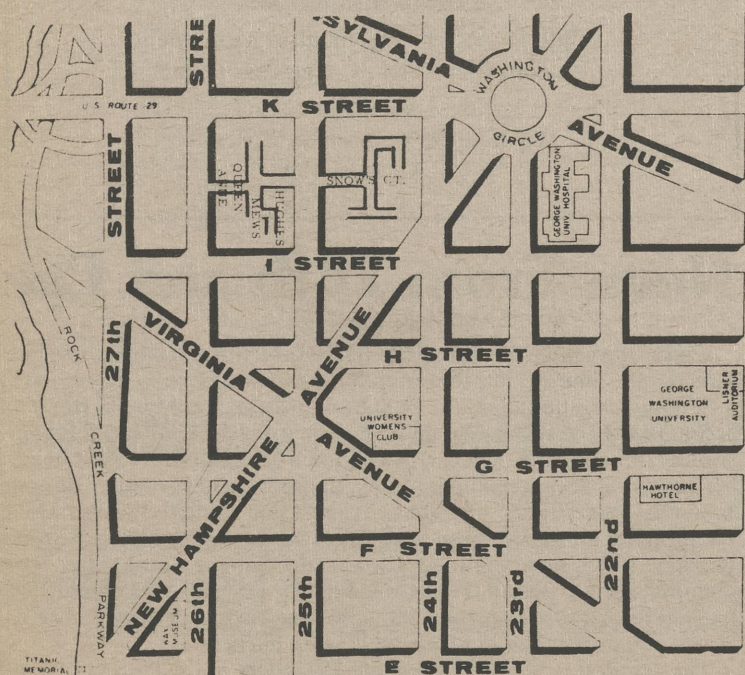 SYLVANIA
AVENUE
WASHINGTON
CIRCLE
STRE
U.S. ROUTE 29
K STREET
STREET
QUEEN
ANNE
HUGHES
MEWS
SNOW'S CT.
GEORGE WASHINGTON
UNIV. HOSPITAL
I STREET
27th
VIRGINIA
AVENUE
AVENUE
H STREET
ROCK
CREEK
PARKWAY
UNIVERSITY
WOMENS
CLUB
GEORGE
WASHINGTON
UNIVERSITY
LISNER
AUDITORIUM
G STREET
HAWTHORNE
HOTEL
NEW HAMPSHIRE
F STREET
WAX
MUSEUM
26th
25th
24th
23rd
22nd
TITANIC
MEMORIAL
E STREET